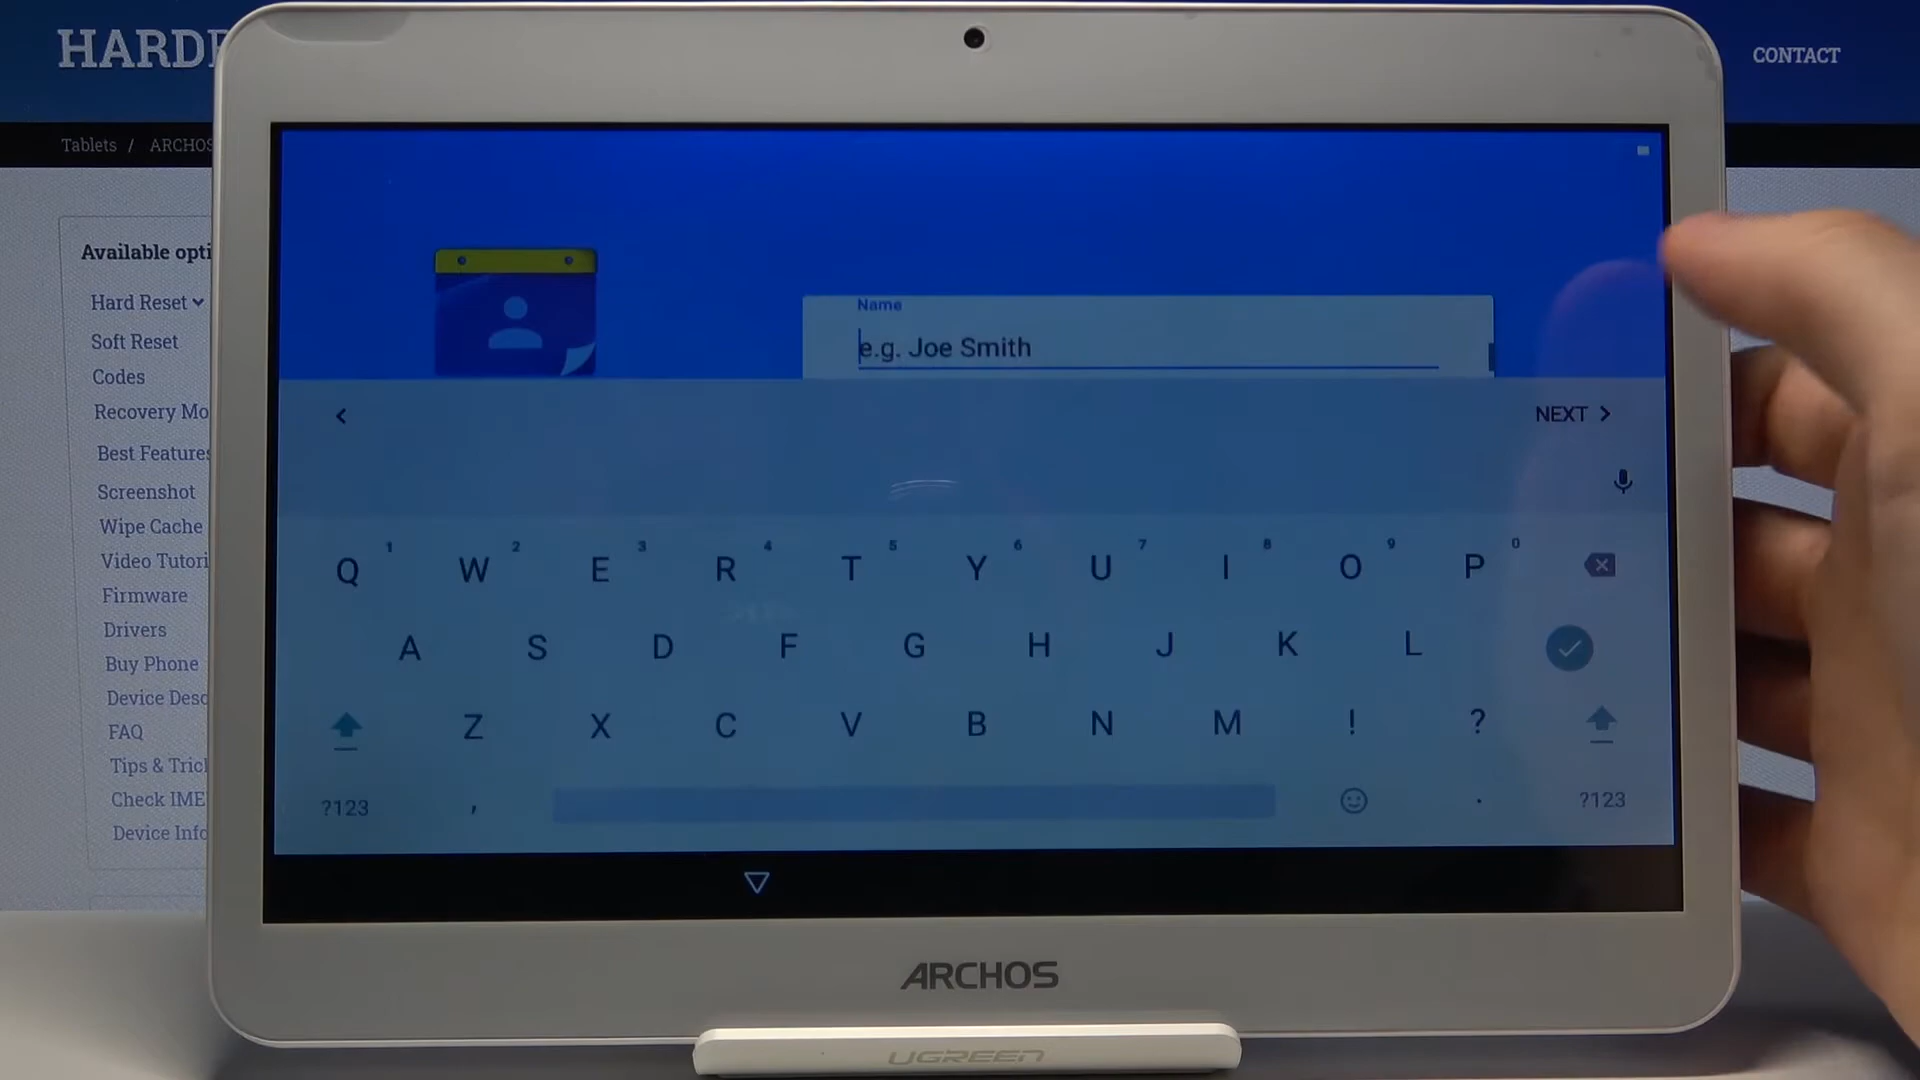 HARD
CONTACT
Tablets / ARCHOS
Available opti
Hard Reset
Soft Reset
Codes
Recovery Mo
Best Features
Screenshot
Wipe Cache
Video Tutori
Firmware
Drivers
Buy Phone
Device Desc
FAQ
Tips & Tric
Check IME
Device Info
Name
e.g. Joe Smith
NEXT
Q 1 W 2 E 3 R 4 T 5 Y 6 U 7 I 8 O 9 P 0
A S D F G H J K L
Z X C V B N M ! ?
?123 , . ?123
ARCHOS
UGREEN